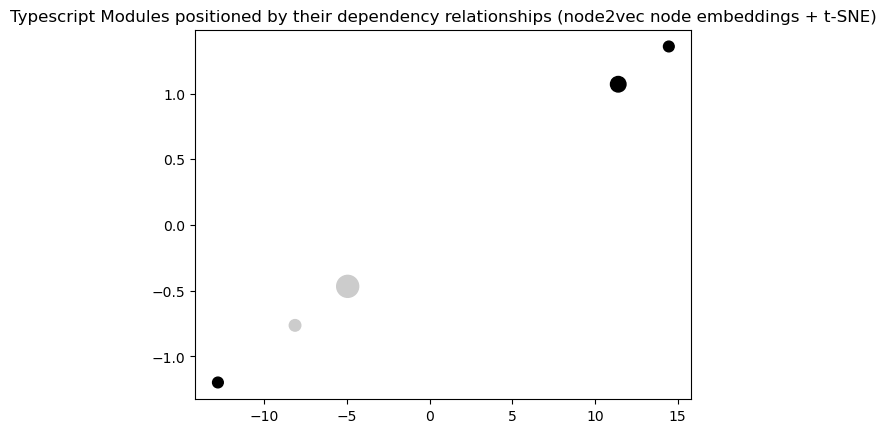 Typescript Modules positioned by their dependency relationships (node2vec node embeddings + t-SNE)
1.0
0.5
0.0
−0.5
−1.0
−10 −5 0 5 10 15